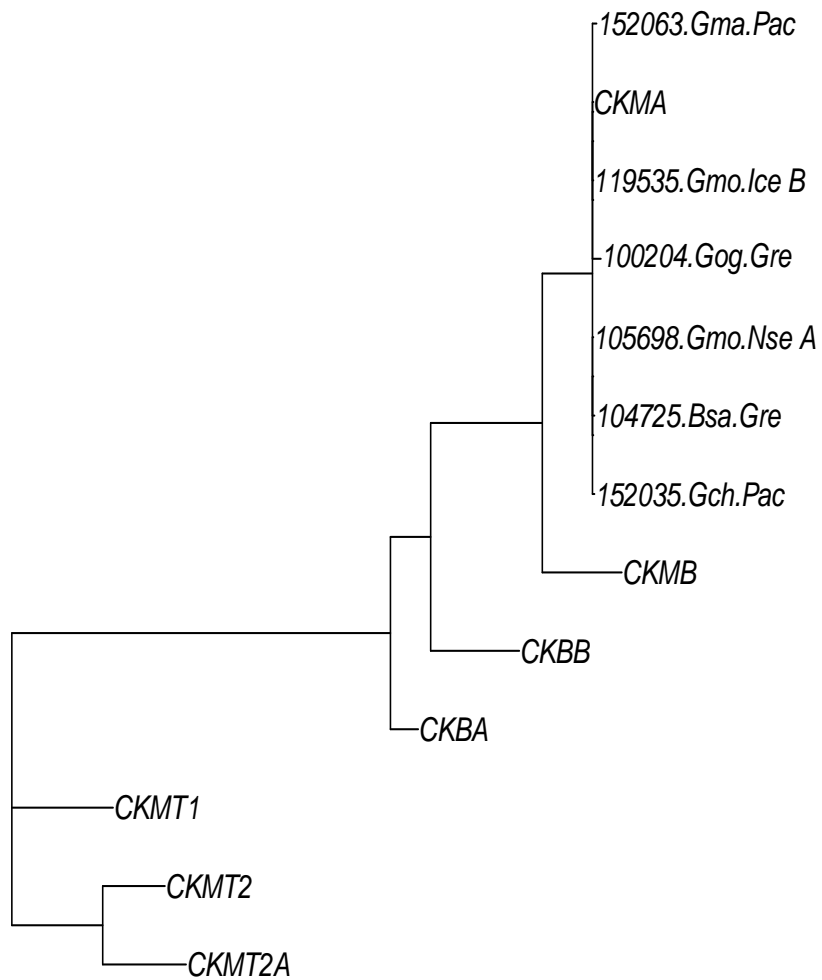 152063.Gma.Pac
CKMA
119535.Gmo.Ice B
100204.Gog.Gre
105698.Gmo.Nse A
104725.Bsa.Gre
152035.Gch.Pac
CKMB
CKBB
CKBA
CKMT1
CKMT2
CKMT2A